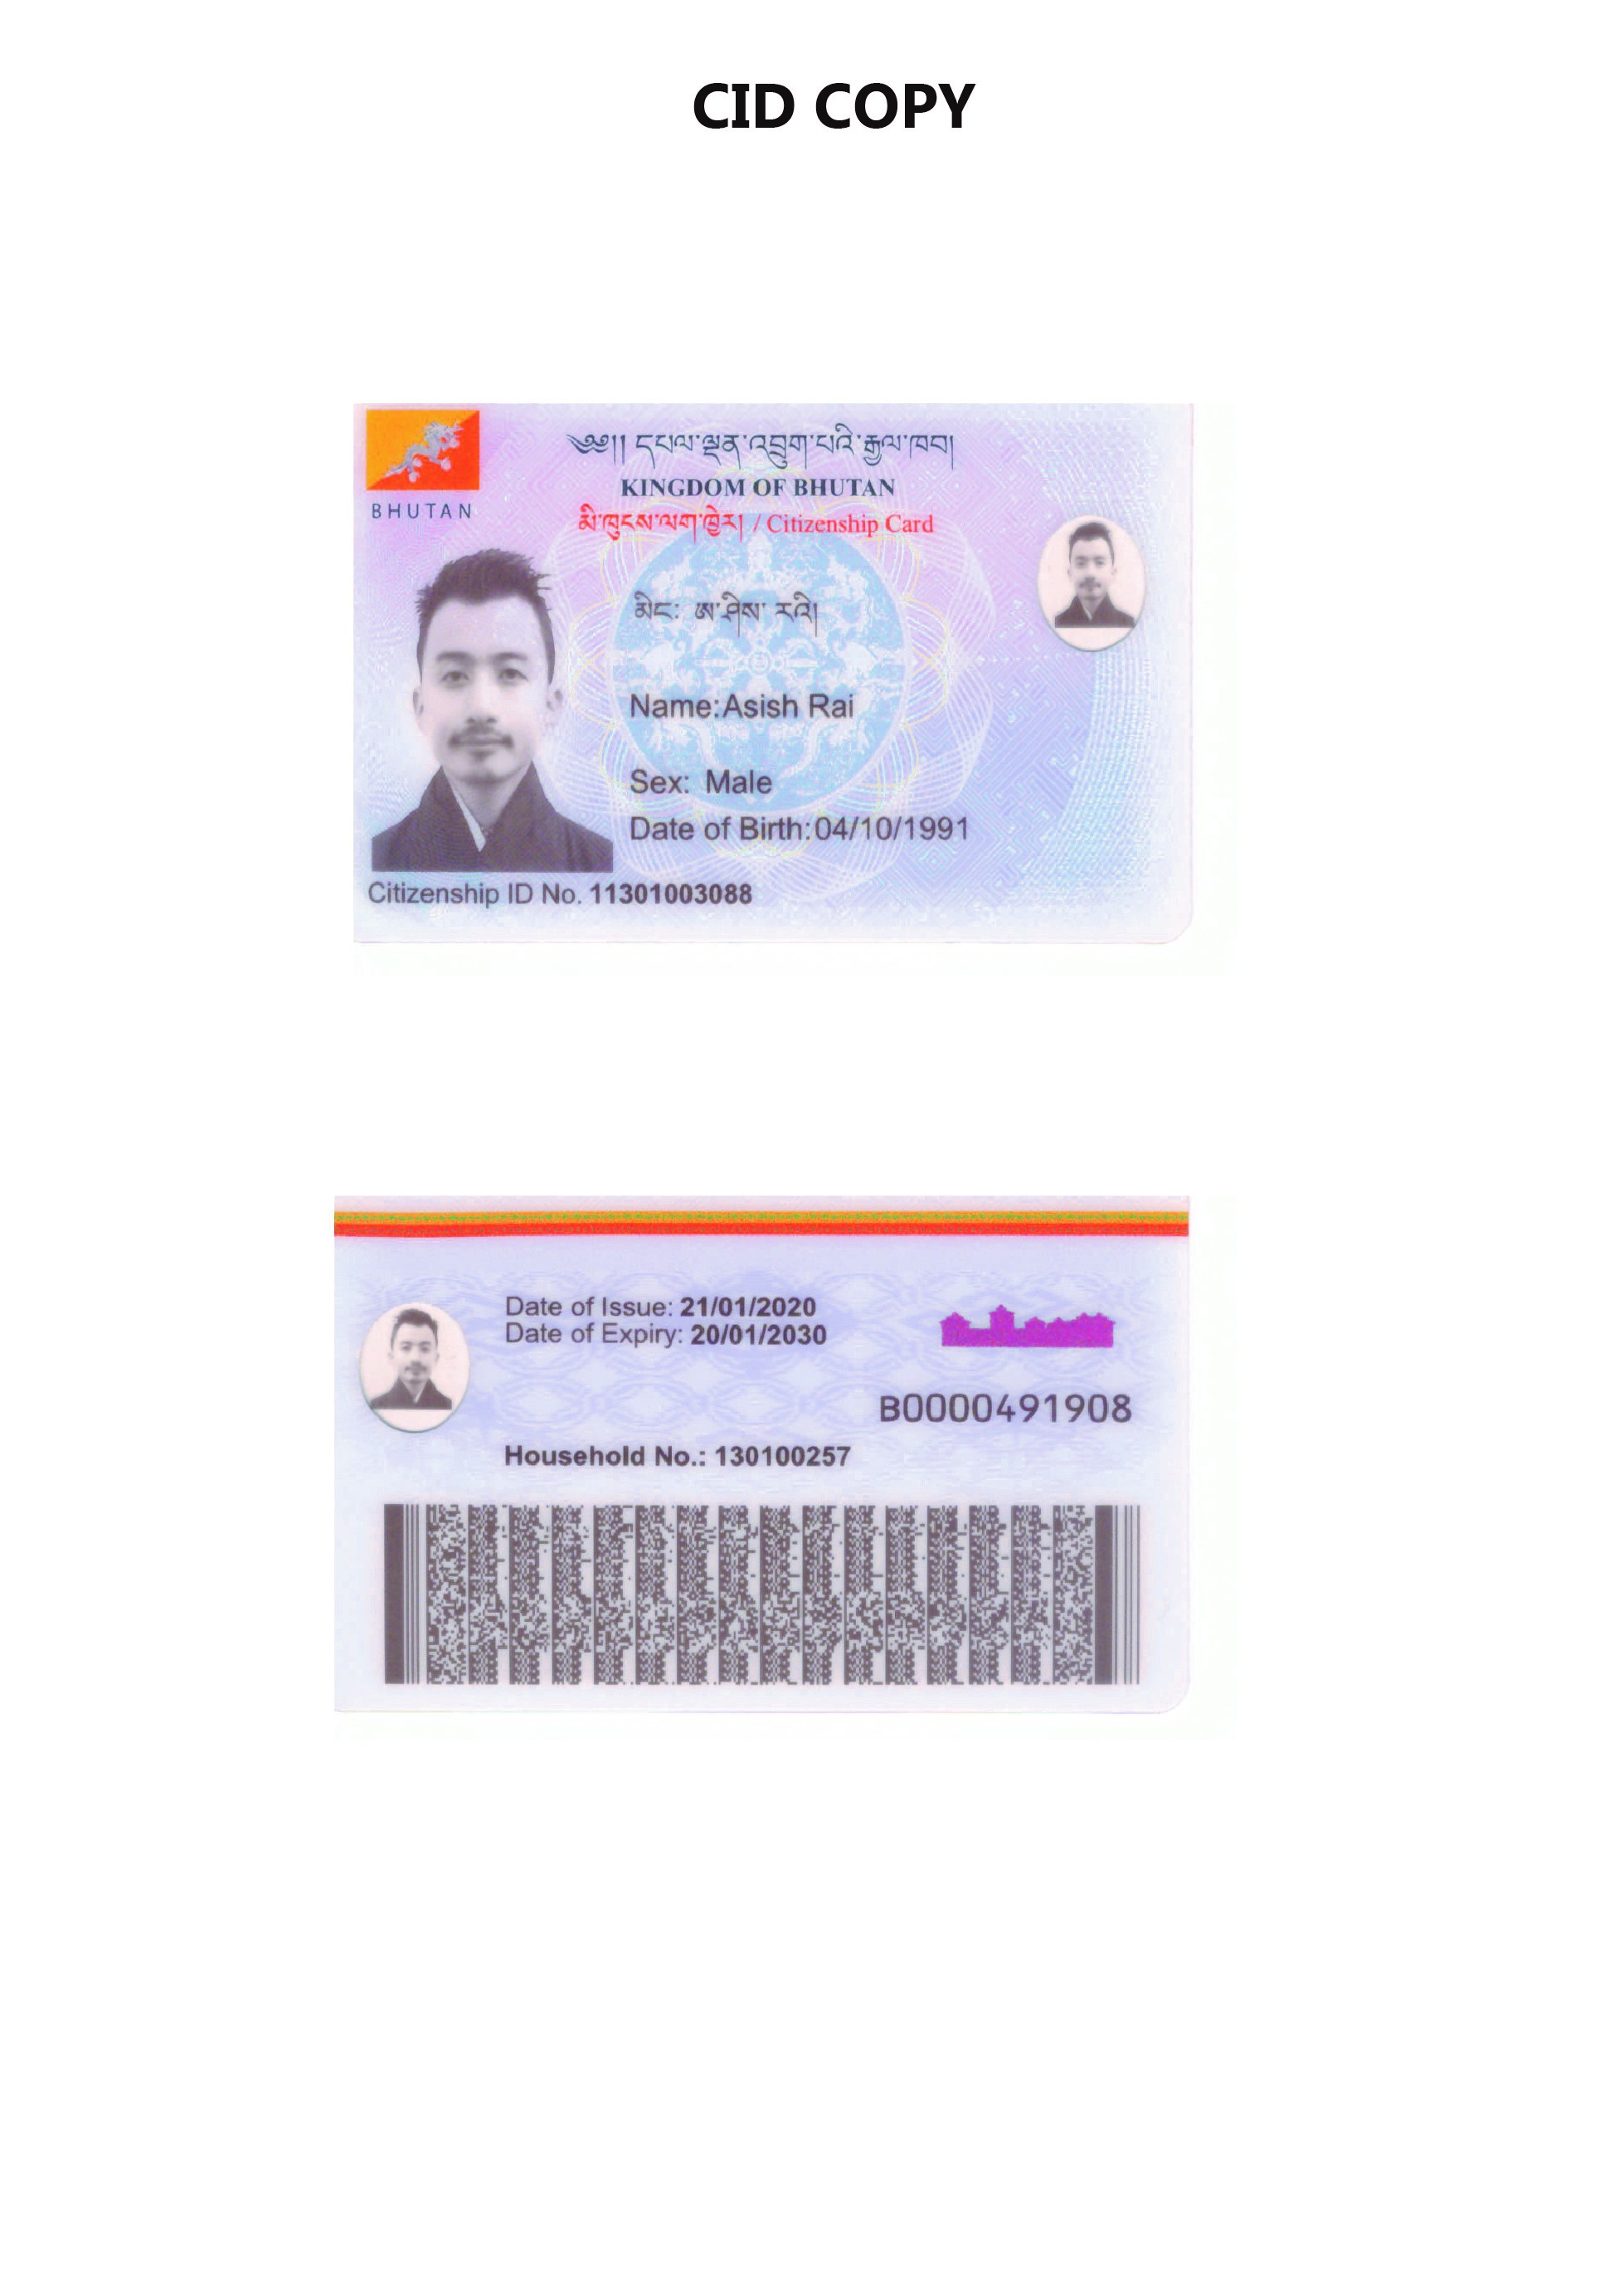 CID COPY
༄༅།། དཔལ་ལྡན་འབྲུག་པའི་རྒྱལ་ཁབ།
KINGDOM OF BHUTAN
BHUTAN
མི་ཁུངས་ལག་ཁྱེར། / Citizenship Card
མིང: ཨ་ཤིས་ རའི།
Name:Asish Rai
Sex: Male
Date of Birth:04/10/1991
Citizenship ID No. 11301003088
Date of Issue: 21/01/2020
Date of Expiry: 20/01/2030
B0000491908
Household No.: 130100257